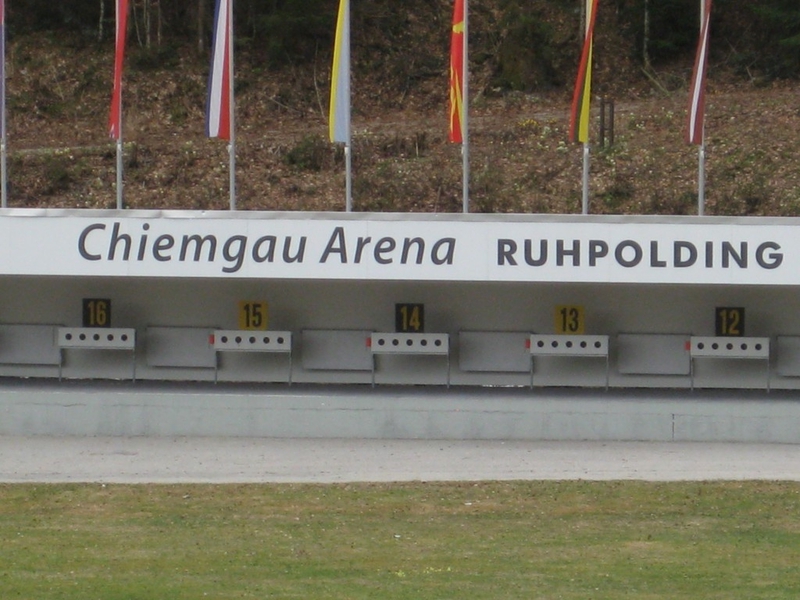 Chiemgau Arena RUHPOLDING
16 15 14 13 12